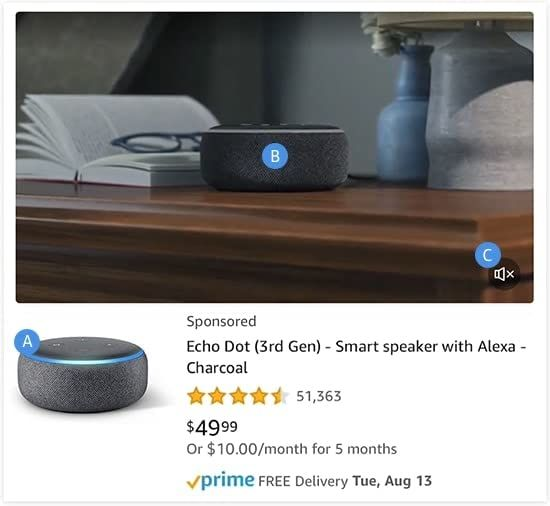 B
C
A
Sponsored
Echo Dot (3rd Gen) - Smart speaker with Alexa -
Charcoal
51,363
$4999
Or $10.00/month for 5 months
prime FREE Delivery Tue, Aug 13